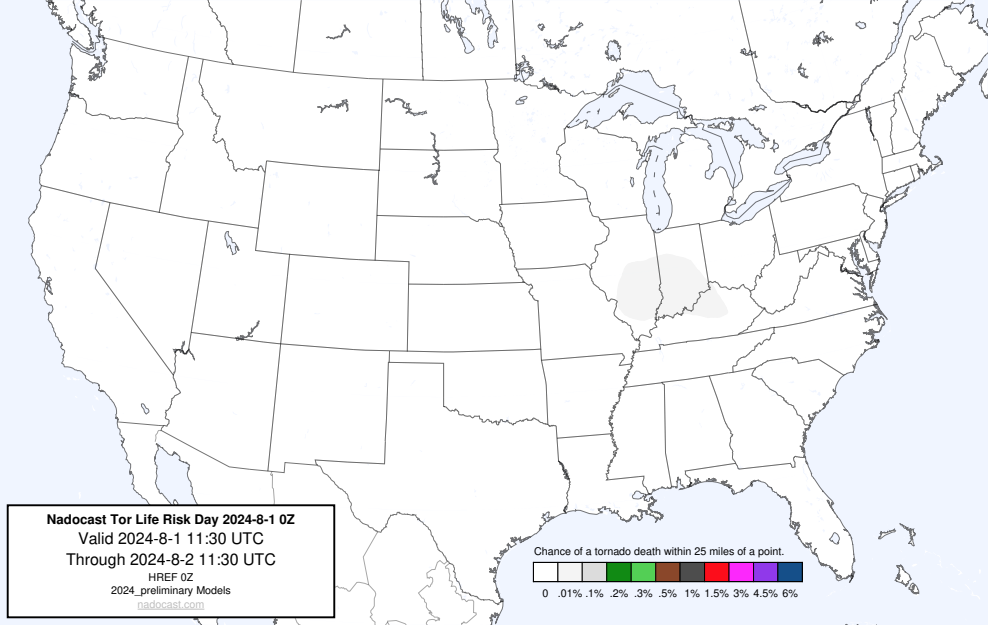 Nadocast Tor Life Risk Day 2024-8-1 0Z
Valid 2024-8-1 11:30 UTC
Through 2024-8-2 11:30 UTC
HREF 0Z
2024_preliminary Models
nadocast.com
Chance of a tornado death within 25 miles of a point.
0 .01% .1% .2% .3% .5% 1% 1.5% 3% 4.5% 6%